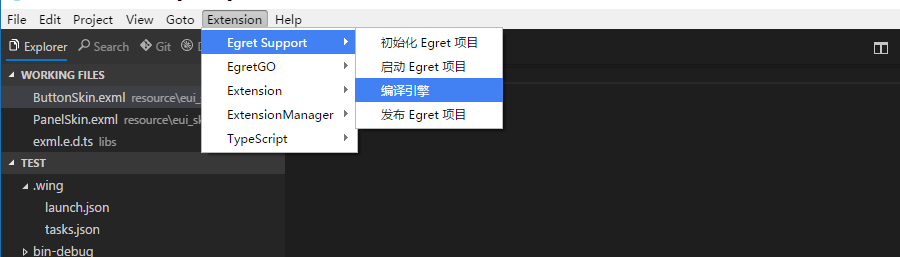 File Edit View Project Goto Extension Help
Explorer Search Git D
Egret Support
EgretGO
Extension
ExtensionManager
TypeScript
初始化 Egret 项目
启动 Egret 项目
编译引擎
发布 Egret 项目
WORKING FILES
ButtonSkin.exml resource\eui_
PanelSkin.exml resource\eui_sk
exml.e.d.ts libs
TEST
.wing
launch.json
tasks.json
bin-debug